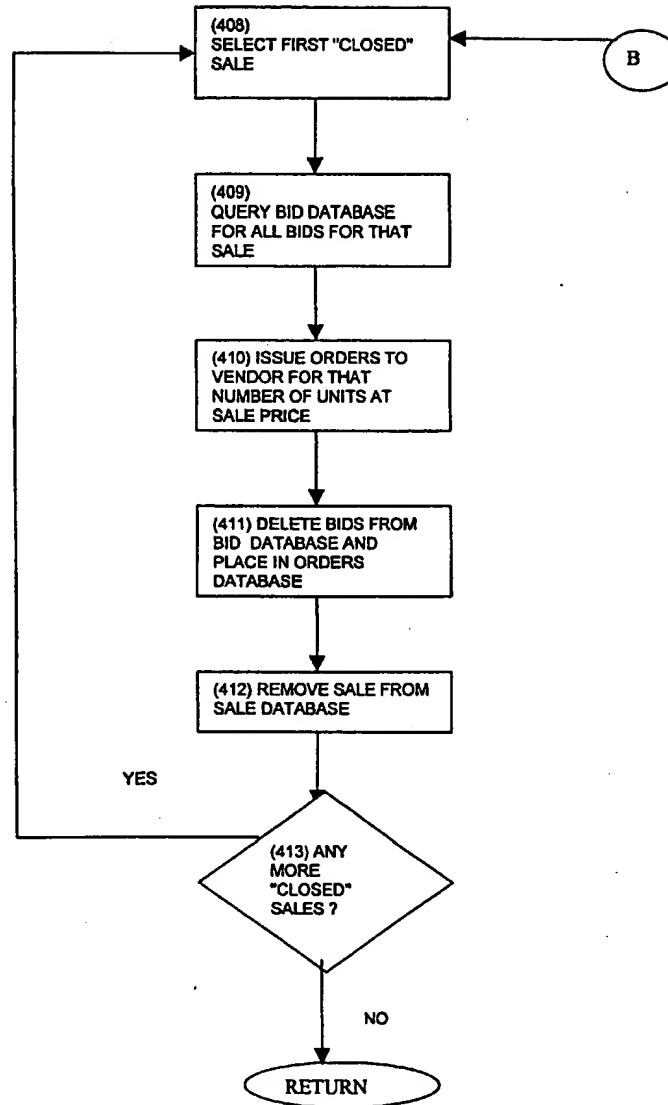 (408)
SELECT FIRST "CLOSED"
SALE
B
(409)
QUERY BID DATABASE
FOR ALL BIDS FOR THAT
SALE
(410) ISSUE ORDERS TO
VENDOR FOR THAT
NUMBER OF UNITS AT
SALE PRICE
(411) DELETE BIDS FROM
BID DATABASE AND
PLACE IN ORDERS
DATABASE
(412) REMOVE SALE FROM
SALE DATABASE
YES
(413) ANY
MORE
"CLOSED"
SALES ?
NO
RETURN